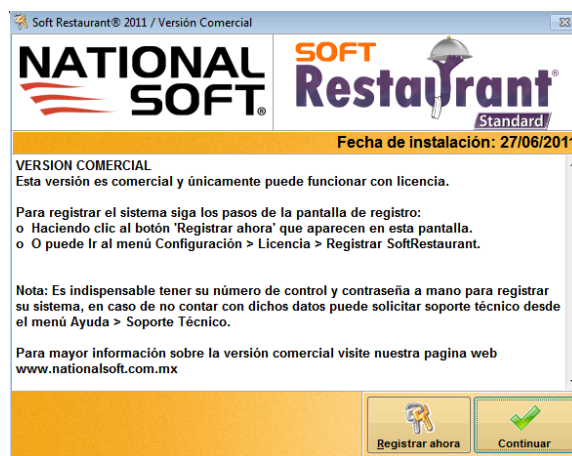 Soft Restaurant® 2011 / Versión Comercial
NATIONAL
SOFT®
SOFT
Restaurant®
Standard
Fecha de instalación: 27/06/2011
VERSION COMERCIAL
Esta versión es comercial y únicamente puede funcionar con licencia.
Para registrar el sistema siga los pasos de la pantalla de registro:
o Haciendo clic al botón 'Registrar ahora' que aparecen en esta pantalla.
o O puede Ir al menú Configuración > Licencia > Registrar SoftRestaurant.
Nota: Es indispensable tener su número de control y contraseña a mano para registrar
su sistema, en caso de no contar con dichos datos puede solicitar soporte técnico desde
el menú Ayuda > Soporte Técnico.
Para mayor información sobre la versión comercial visite nuestra pagina web
www.nationalsoft.com.mx
Registrar ahora
Continuar